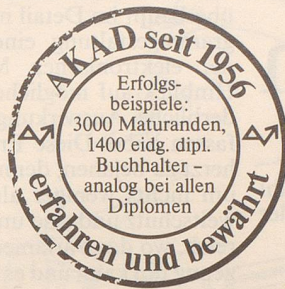 AKAD seit 1956
Erfolgs-
beispiele:
3000 Maturanden,
1400 eidg. dipl.
Buchhalter –
analog bei allen
Diplomen
erfahren und bewährt